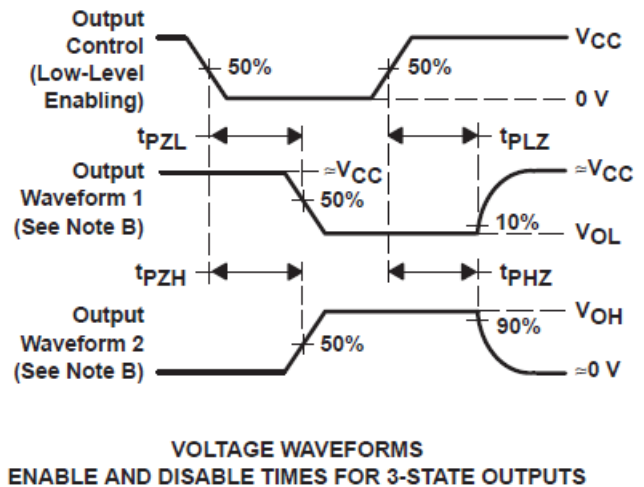 Output
Control
(Low-Level
Enabling)
50%
50%
VCC
0 V
tPZL
tPLZ
Output
Waveform 1
(See Note B)
≈VCC
50%
≈VCC
10%
VOL
tPZH
tPHZ
Output
Waveform 2
(See Note B)
50%
VOH
90%
≈0 V
VOLTAGE WAVEFORMS
ENABLE AND DISABLE TIMES FOR 3-STATE OUTPUTS